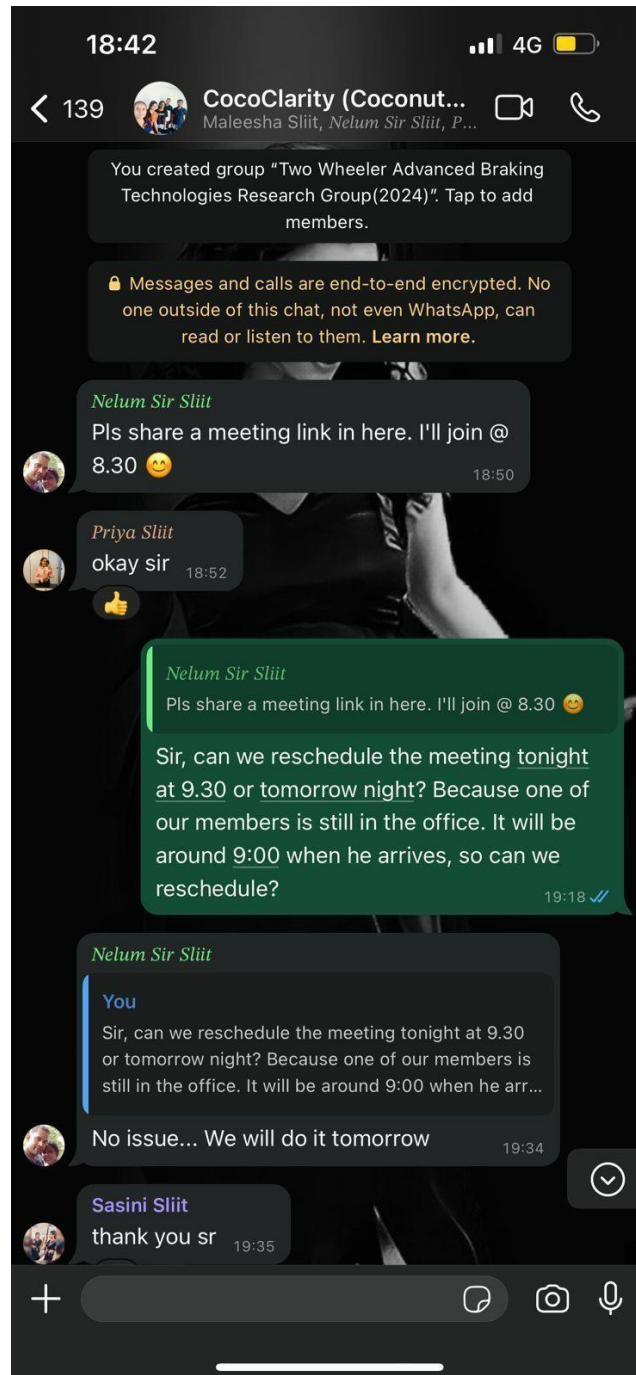 18:42
4G
139
CocoClarity (Coconut...
Maleesha Sliit, Nelum Sir Sliit, P...
You created group “Two Wheeler Advanced Braking
Technologies Research Group(2024)”. Tap to add
members.
Messages and calls are end-to-end encrypted. No
one outside of this chat, not even WhatsApp, can
read or listen to them. Learn more.
Nelum Sir Sliit
Pls share a meeting link in here. I'll join @
8.30 😊
18:50
Priya Sliit
okay sir 18:52
👍
Nelum Sir Sliit
Pls share a meeting link in here. I'll join @ 8.30 😊
Sir, can we reschedule the meeting tonight
at 9.30 or tomorrow night? Because one of
our members is still in the office. It will be
around 9:00 when he arrives, so can we
reschedule?
19:18
Nelum Sir Sliit
You
Sir, can we reschedule the meeting tonight at 9.30
or tomorrow night? Because one of our members is
still in the office. It will be around 9:00 when he arr...
No issue... We will do it tomorrow
19:34
Sasini Sliit
thank you sr 19:35